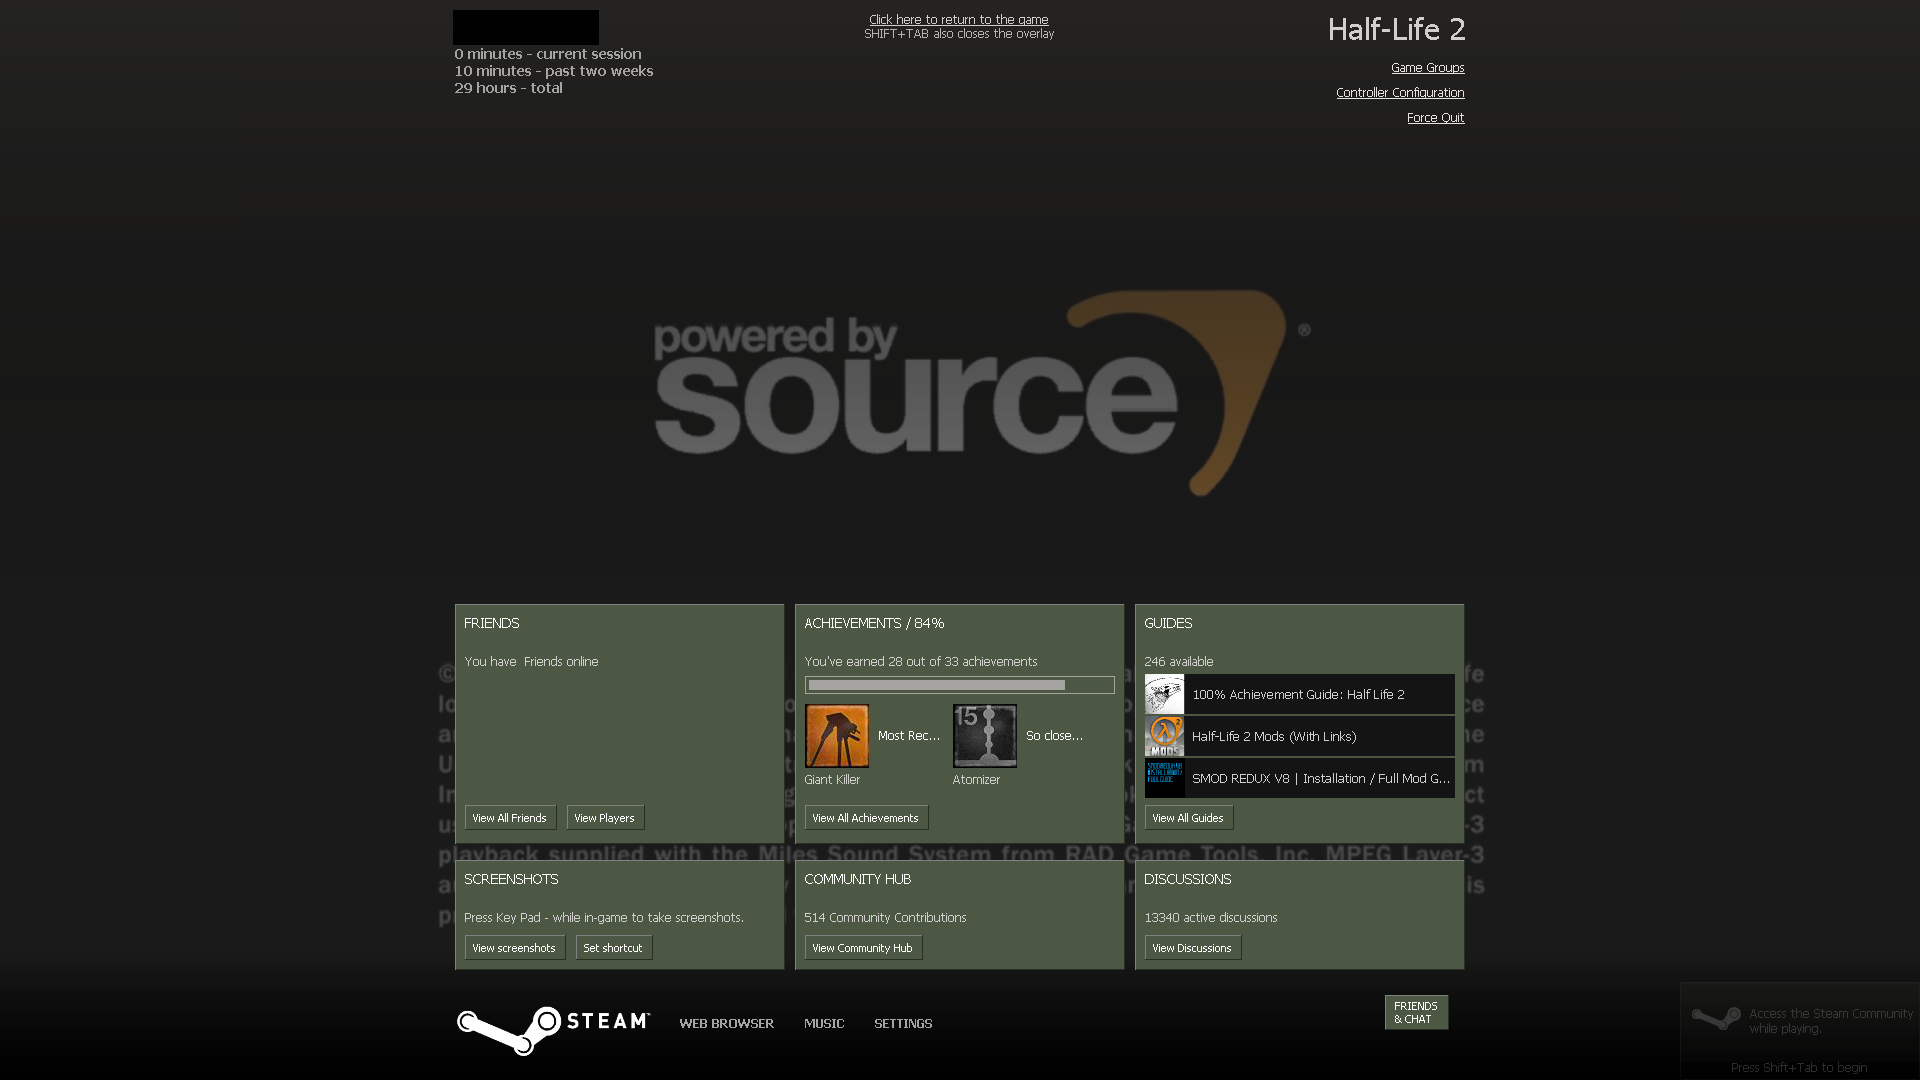 Click here to return to the game
SHIFT+TAB also closes the overlay
0 minutes - current session
10 minutes - past two weeks
29 hours - total
Half-Life 2
Game Groups
Controller Configuration
Force Quit
powered by
source
®
FRIENDS
You have  Friends online
View All Friends
View Players
ACHIEVEMENTS / 84%
You've earned 28 out of 33 achievements
Most Rec...
15
So close...
Giant Killer
Atomizer
View All Achievements
GUIDES
246 available
100% Achievement Guide: Half Life 2
2
MODS
Half-Life 2 Mods (With Links)
SMOD REDUX V8 | Installation / Full Mod G...
View All Guides
playback supplied with the Miles Sound System from RAD Game Tools, Inc. MPEG Layer-3
SCREENSHOTS
Press Key Pad - while in-game to take screenshots.
View screenshots
Set shortcut
COMMUNITY HUB
514 Community Contributions
View Community Hub
DISCUSSIONS
13340 active discussions
View Discussions
STEAM
WEB BROWSER
MUSIC
SETTINGS
FRIENDS
& CHAT
Access the Steam Community
while playing.
Press Shift+Tab to begin